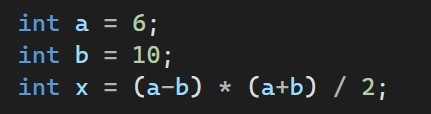 int a = 6;
int b = 10;
int x = (a-b) * (a+b) / 2;